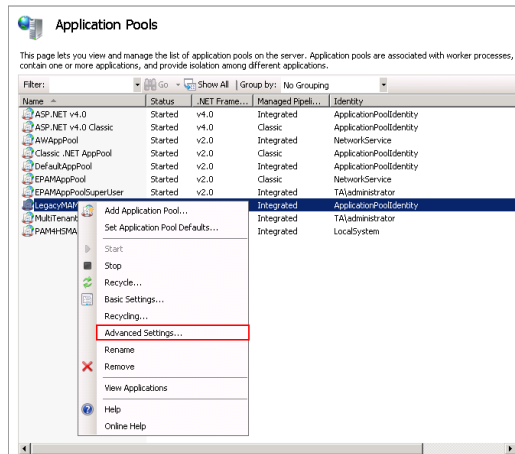 Application Pools
This page lets you view and manage the list of application pools on the server. Application pools are associated with worker processes,
contain one or more applications, and provide isolation among different applications.
Filter: Go Show All Group by: No Grouping
Name Status .NET Frame... Managed Pipeli... Identity
ASP.NET v4.0 Started v4.0 Integrated ApplicationPoolIdentity
ASP.NET v4.0 Classic Started v4.0 Classic ApplicationPoolIdentity
AWAppPool Started v2.0 Integrated NetworkService
Classic .NET AppPool Started v2.0 Classic ApplicationPoolIdentity
DefaultAppPool Started v2.0 Integrated ApplicationPoolIdentity
EPAMAppPool Started v2.0 Classic NetworkService
EPAMAppPoolSuperUser Started v2.0 Integrated TA\administrator
LegacyMAM Integrated ApplicationPoolIdentity
MultiTenant Integrated TA\administrator
PAM4HSMA Integrated LocalSystem
Add Application Pool...
Set Application Pool Defaults...
Start
Stop
Recycle...
Basic Settings...
Recycling...
Advanced Settings...
Rename
Remove
View Applications
Help
Online Help